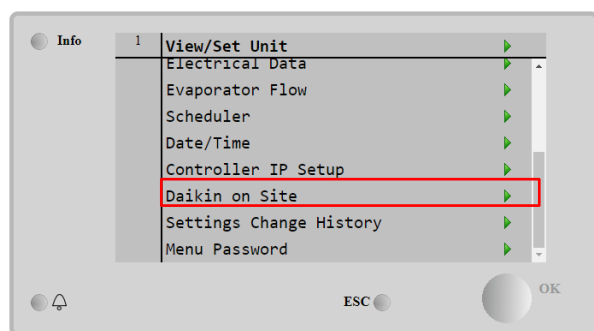 Info
1 View/Set Unit
Electrical Data
Evaporator Flow
Scheduler
Date/Time
Controller IP Setup
Daikin on Site
Settings Change History
Menu Password
ESC
OK